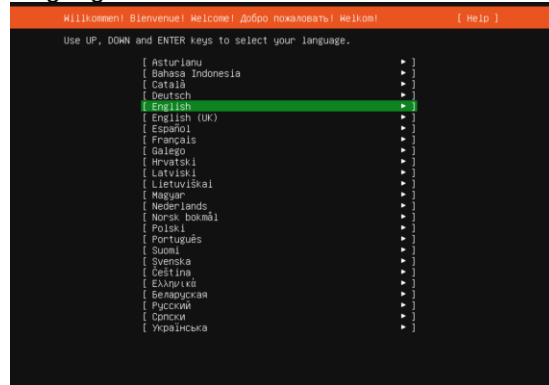 Willkommen! Bienvenue! Welcome! Добро пожаловать! Welkom! [ Help ]
Use UP, DOWN and ENTER keys to select your language.
[ Asturianu ► ]
[ Bahasa Indonesia ► ]
[ Català ► ]
[ Deutsch ► ]
[ English ► ]
[ English (UK) ► ]
[ Español ► ]
[ Français ► ]
[ Galego ► ]
[ Hrvatski ► ]
[ Latviski ► ]
[ Lietuviškai ► ]
[ Magyar ► ]
[ Nederlands ► ]
[ Norsk bokmål ► ]
[ Polski ► ]
[ Português ► ]
[ Suomi ► ]
[ Svenska ► ]
[ Čeština ► ]
[ Ελληνικά ► ]
[ Беларуская ► ]
[ Русский ► ]
[ Српски ► ]
[ Українська ► ]